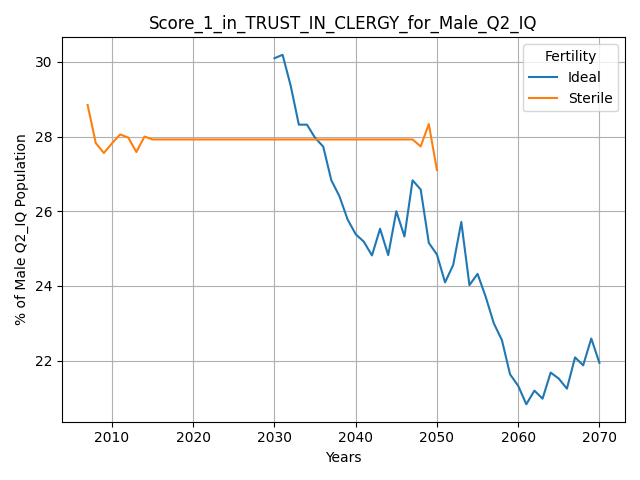 Score_1_in_TRUST_IN_CLERGY_for_Male_Q2_IQ
Fertility
Ideal
Sterile
% of Male Q2_IQ Population
30
28
26
24
22
2010
2020
2030
2040
2050
2060
2070
Years